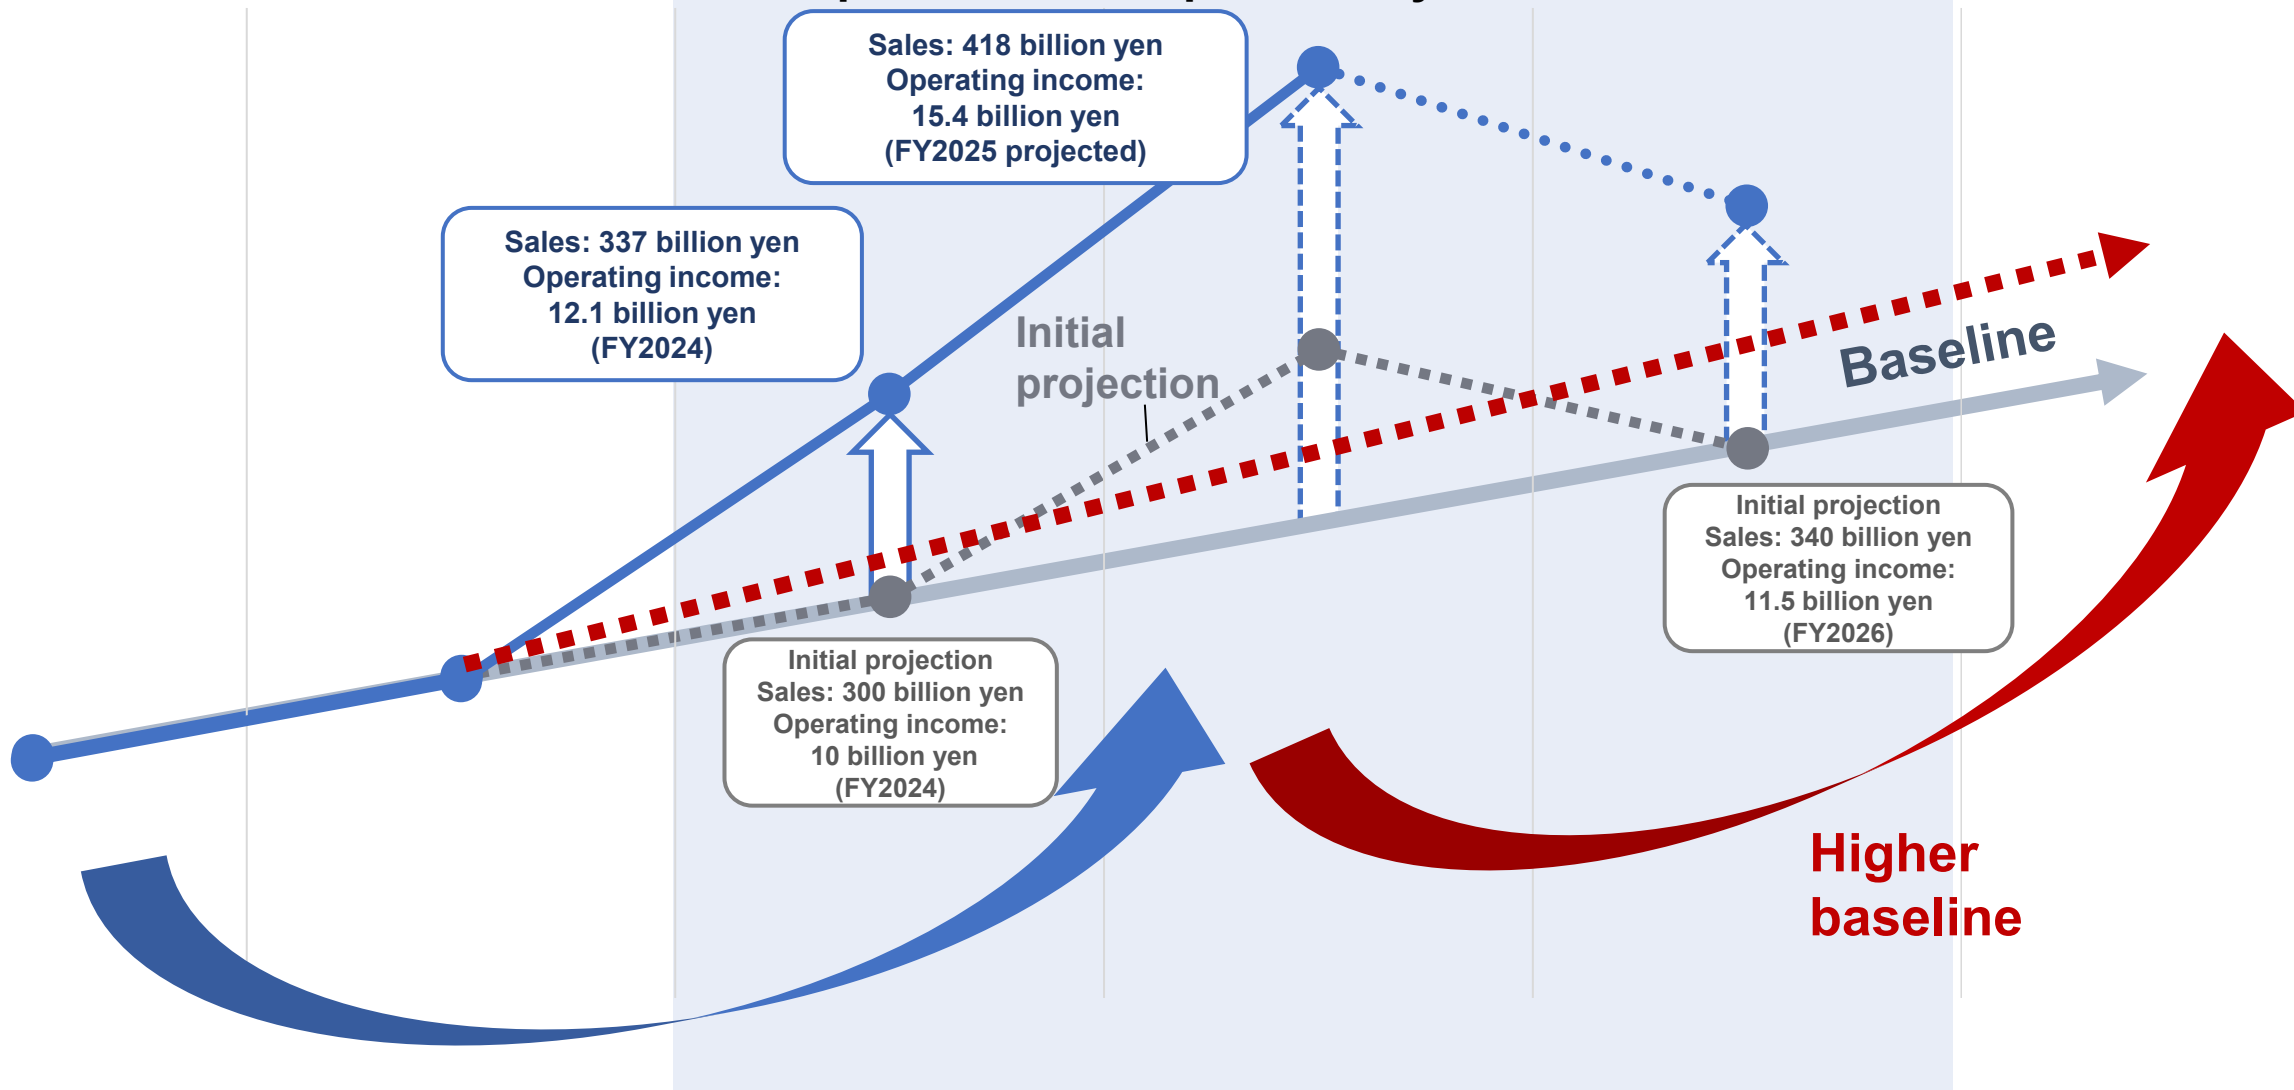 Sales: 418 billion yen
Operating income:
15.4 billion yen
(FY2025 projected)
Sales: 337 billion yen
Operating income:
12.1 billion yen
(FY2024)
Initial
projection
Baseline
Initial projection
Sales: 340 billion yen
Operating income:
11.5 billion yen
(FY2026)
Initial projection
Sales: 300 billion yen
Operating income:
10 billion yen
(FY2024)
Higher
baseline